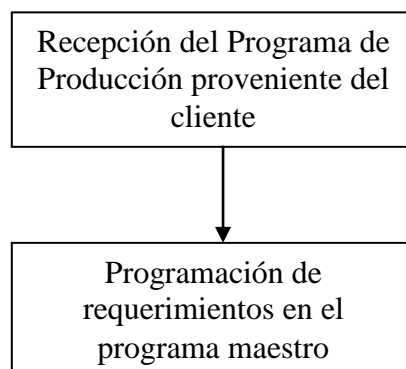 Recepción del Programa de
Producción proveniente del
cliente
Programación de
requerimientos en el
programa maestro